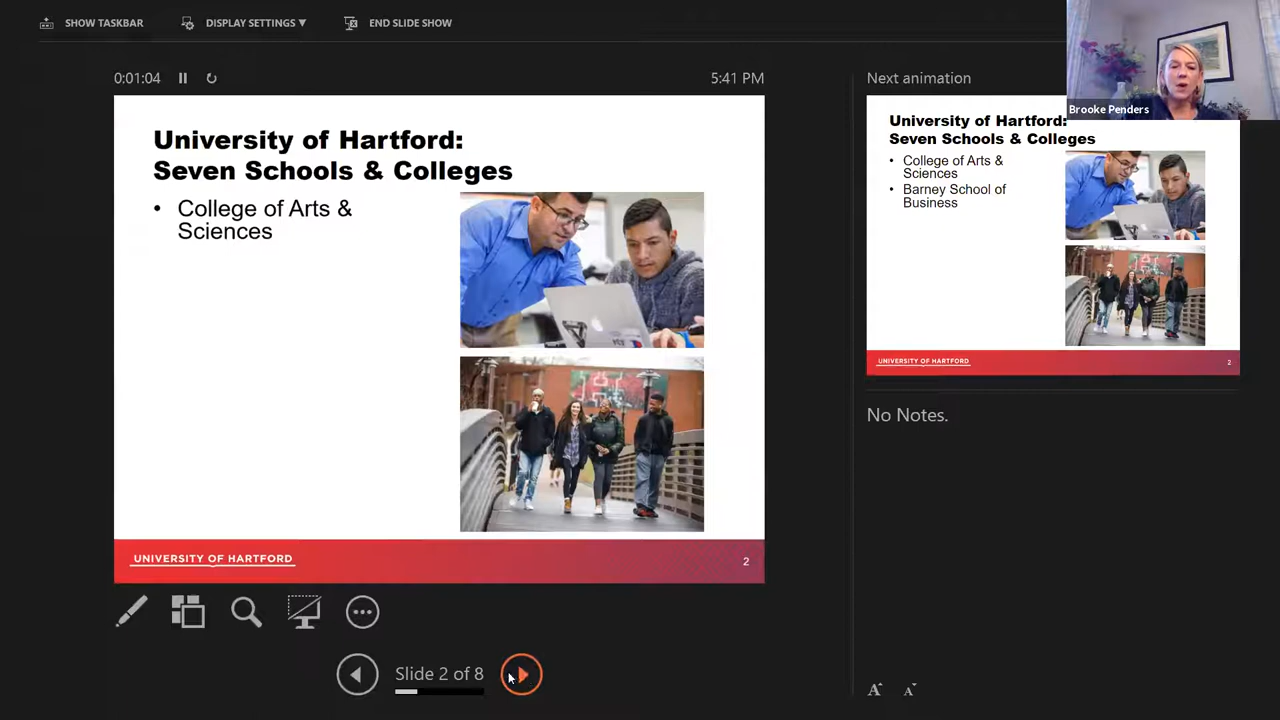 SHOW TASKBAR
DISPLAY SETTINGS ▼
END SLIDE SHOW
0:01:04
5:41 PM
University of Hartford:
Seven Schools & Colleges
• College of Arts &
Sciences
UNIVERSITY OF HARTFORD
2
Slide 2 of 8
Next animation
Brooke Penders
University of Hartford:
Seven Schools & Colleges
• College of Arts &
Sciences
• Barney School of
Business
UNIVERSITY OF HARTFORD
2
No Notes.
A
A